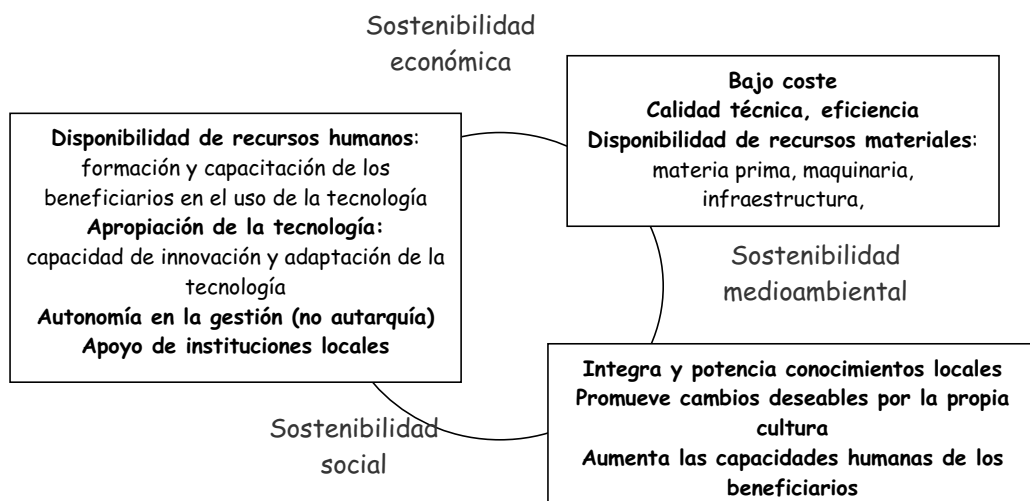 Sostenibilidad
económica
Bajo coste
Calidad técnica, eficiencia
Disponibilidad de recursos materiales:
materia prima, maquinaria,
infraestructura,
Disponibilidad de recursos humanos:
formación y capacitación de los
beneficiarios en el uso de la tecnología
Apropiación de la tecnología:
capacidad de innovación y adaptación de la
tecnología
Autonomía en la gestión (no autarquía)
Apoyo de instituciones locales
Sostenibilidad
medioambiental
Integra y potencia conocimientos locales
Promueve cambios deseables por la propia
cultura
Aumenta las capacidades humanas de los
beneficiarios
Sostenibilidad
social